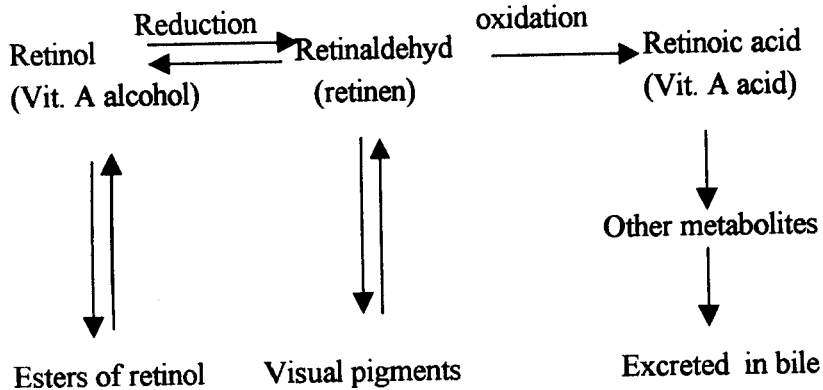 Reduction
oxidation
Retinol
Retinaldehyd
Retinoic acid
(Vit. A alcohol)
(retinen)
(Vit. A acid)
Other metabolites
Esters of retinol
Visual pigments
Excreted in bile